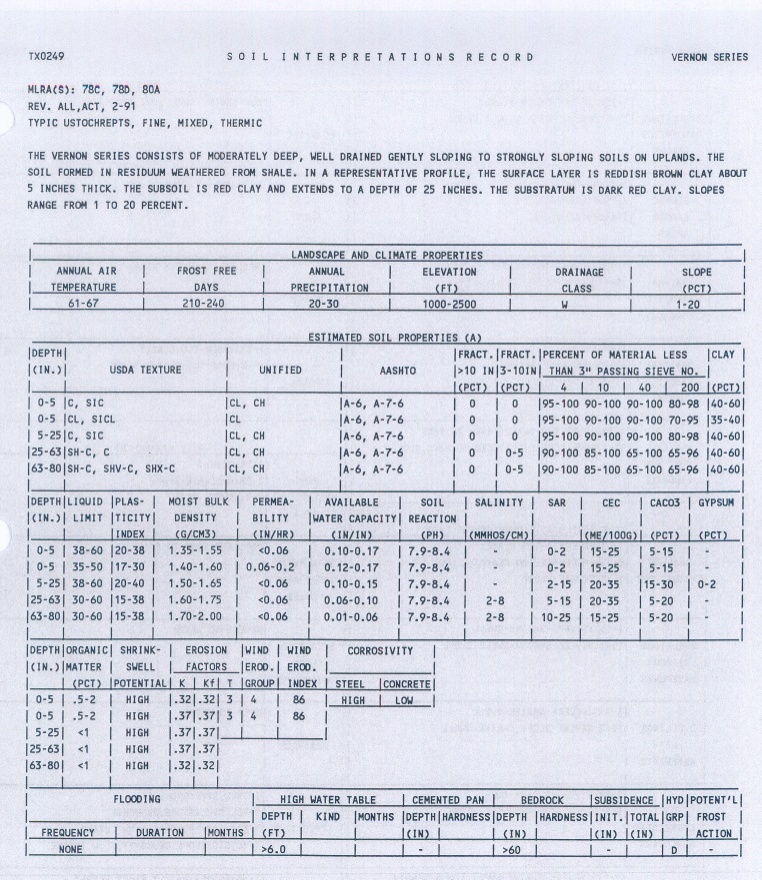 TX0249 SOIL INTERPRETATIONS RECORD VERNON SERIES
MLRA(S): 78C, 78D, 80A
REV. ALL,ACT, 2-91
TYPIC USTOCHREPTS, FINE, MIXED, THERMIC
THE VERNON SERIES CONSISTS OF MODERATELY DEEP, WELL DRAINED GENTLY SLOPING TO STRONGLY SLOPING SOILS ON UPLANDS. THE
SOIL FORMED IN RESIDUUM WEATHERED FROM SHALE. IN A REPRESENTATIVE PROFILE, THE SURFACE LAYER IS REDDISH BROWN CLAY ABOUT
5 INCHES THICK. THE SUBSOIL IS RED CLAY AND EXTENDS TO A DEPTH OF 25 INCHES. THE SUBSTRATUM IS DARK RED CLAY. SLOPES
RANGE FROM 1 TO 20 PERCENT.
LANDSCAPE AND CLIMATE PROPERTIES
ANNUAL AIR | FROST FREE | ANNUAL | ELEVATION | DRAINAGE | SLOPE
TEMPERATURE | DAYS | PRECIPITATION | (FT) | CLASS | (PCT)
61-67 | 210-240 | 20-30 | 1000-2500 | W | 1-20
ESTIMATED SOIL PROPERTIES (A)
|DEPTH| | | |FRACT.|FRACT.|PERCENT OF MATERIAL LESS |CLAY
|(IN.)| USDA TEXTURE | UNIFIED | AASHTO |>10 IN|3-10IN| THAN 3" PASSING SIEVE NO. |
|(PCT)|(PCT)| 4 | 10 | 40 | 200 |(PCT)|
0-5 |C, SIC |CL, CH |A-6, A-7-6 | 0 | 0 |95-100 90-100 90-100 80-98 |40-60|
0-5 |CL, SICL |CL |A-6, A-7-6 | 0 | 0 |95-100 90-100 90-100 70-95 |35-40|
5-25|C, SIC |CL, CH |A-6, A-7-6 | 0 | 0 |95-100 90-100 90-100 80-98 |40-60|
|25-63|SH-C, C |CL, CH |A-6, A-7-6 | 0 | 0-5 |90-100 85-100 65-100 65-96 |40-60|
|63-80|SH-C, SHV-C, SHX-C |CL, CH |A-6, A-7-6 | 0 | 0-5 |90-100 85-100 65-100 65-96 |40-60|
|DEPTH|LIQUID |PLAS- | MOIST BULK | PERMEA- | AVAILABLE | SOIL | SALINITY | SAR | CEC | CACO3 | GYPSUM |
|(IN.)| LIMIT |TICITY | DENSITY | BILITY |WATER CAPACITY|REACTION | | | | | |
|INDEX | (G/CM3) | (IN/HR) | (IN/IN) | (PH) |(MMHOS/CM)| |(ME/100G)| (PCT) | (PCT)
0-5 |38-60 |20-38 | 1.35-1.55 | <0.06 | 0.10-0.17 |7.9-8.4 | - | 0-2 |15-25 | 5-15 | -
0-5 |35-50 |17-30 | 1.40-1.60 | 0.06-0.2 | 0.12-0.17 |7.9-8.4 | - | 0-2 |15-25 | 5-15 | -
5-25|38-60 |20-40 | 1.50-1.65 | <0.06 | 0.10-0.15 |7.9-8.4 | - | 2-15 |20-35 |15-30 | 0-2
|25-63|30-60 |15-38 | 1.60-1.75 | <0.06 | 0.06-0.10 |7.9-8.4 | 2-8 | 5-15 |20-35 | 5-20 | -
|63-80|30-60 |15-38 | 1.70-2.00 | <0.06 | 0.01-0.06 |7.9-8.4 | 2-8 | 10-25 |15-25 | 5-20 | -
|DEPTH|ORGANIC| SHRINK- | EROSION |WIND | WIND | CORROSIVITY
|(IN.)|MATTER | SWELL | FACTORS |EROD.| EROD. |
| (PCT) |POTENTIAL| K | Kf| T |GROUP| INDEX | STEEL |CONCRETE|
0-5 | .5-2 | HIGH |.32|.32| 3 | 4 | 86 | HIGH | LOW |
0-5 | .5-2 | HIGH |.32|.32| 3 | 4 | 86
5-25| <1 | HIGH |.37|.37|
|25-63| <1 | HIGH |.37|.37|
|63-80| <1 | HIGH |.32|.32|
FLOODING | HIGH WATER TABLE | CEMENTED PAN | BEDROCK |SUBSIDENCE |HYD|POTENT'L|
| DEPTH | KIND |MONTHS |DEPTH|HARDNESS|DEPTH |HARDNESS|INIT.|TOTAL|GRP| FROST
FREQUENCY | DURATION |MONTHS | (FT) | | |(IN) | | (IN) | |(IN) |(IN) | | ACTION |
NONE | | | >6.0 | | | - | | >60 | | - | | D | -